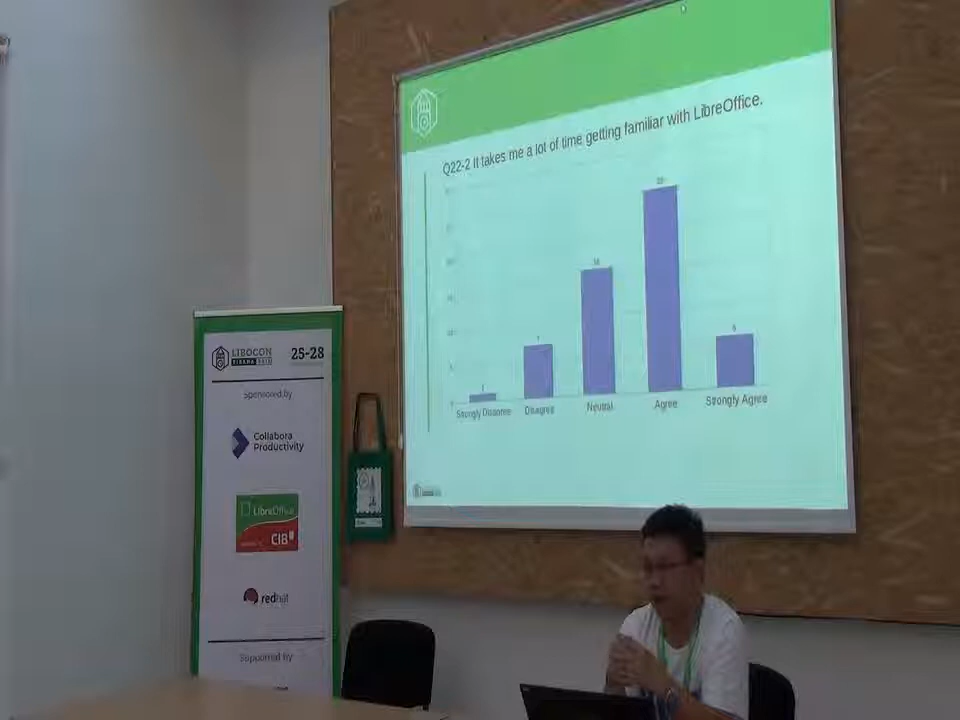 Q22-2 It takes me a lot of time getting familiar with LibreOffice.
Strongly Disagree
Disagree
Neutral
Agree
Strongly Agree
LIBOCON
25-28
Sponsored by
Collabora
Productivity
LibreOffice
CIB
redhat
Supported by